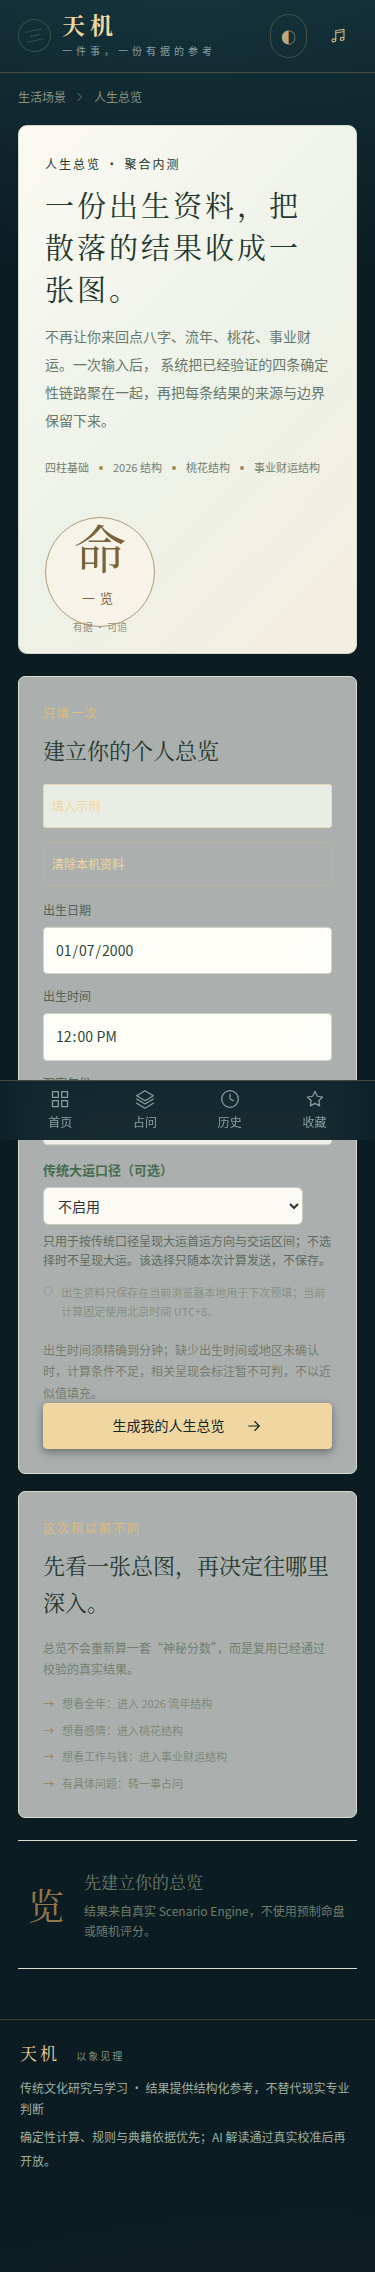 天机
一件事，一份有据的参考
生活场景 > 人生总览
人生总览 · 聚合内测
一份出生资料，把
散落的结果收成一
张图。
不再让你来回点八字、流年、桃花、事业财
运。一次输入后， 系统把已经验证的四条确定
性链路聚在一起，再把每条结果的来源与边界
保留下来。
四柱基础 • 2026 结构 • 桃花结构 • 事业财运结构
命
一览
有据 · 可追
只填一次
建立你的个人总览
填入示例
清除本机资料
出生日期
01/07/2000
出生时间
12:00 PM
首页 占问 历史 收藏
传统大运口径（可选）
不启用
只用于按传统口径呈现大运首运方向与交运区间；不选
择时不呈现大运。该选择只随本次计算发送，不保存。
出生资料只保存在当前浏览器本地用于下次预填；当前
计算固定使用北京时间 UTC+8。
出生时间须精确到分钟；缺少出生时间或地区未确认
时，计算条件不足，相关呈现会标注暂不可判，不以近
似值填充。
生成我的人生总览 →
这次和以前不同
先看一张总图，再决定往哪里
深入。
总览不会重新算一套“神秘分数”，而是复用已经通过
校验的真实结果。
→ 想看全年：进入 2026 流年结构
→ 想看感情：进入桃花结构
→ 想看工作与钱：进入事业财运结构
→ 有具体问题：转一事占问
览
先建立你的总览
结果来自真实 Scenario Engine，不使用预制命盘
或随机评分。
天机 以象见理
传统文化研究与学习 · 结果提供结构化参考，不替代现实专业
判断
确定性计算、规则与典籍依据优先；AI 解读通过真实校准后再
开放。